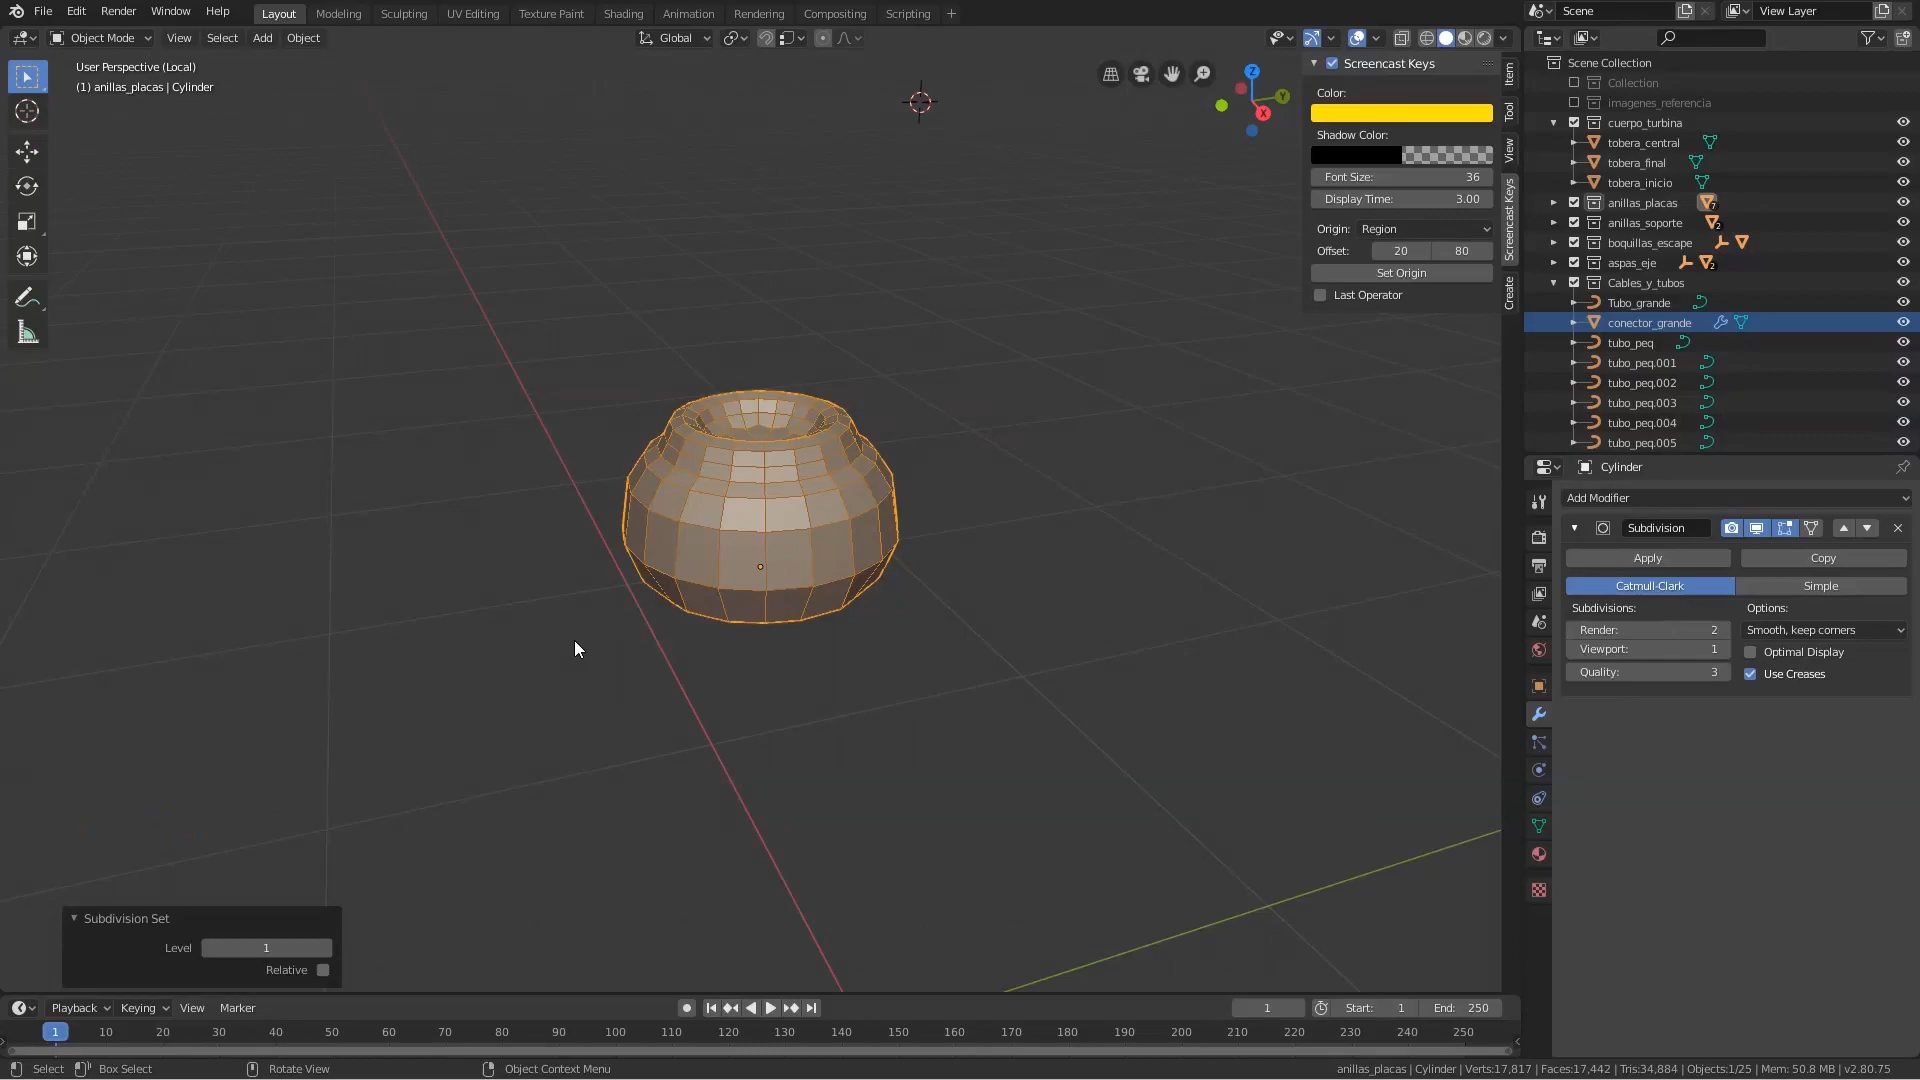 File Edit Render Window Help
Layout Modeling Sculpting UV Editing Texture Paint Shading Animation Rendering Compositing Scripting +
Scene
View Layer
Object Mode View Select Add Object
Global
User Perspective (Local)
(1) anillas_placas | Cylinder
Z
Y
X
Screencast Keys
Color:
Shadow Color:
Font Size: 36
Display Time: 3.00
Origin: Region
Offset: 20 80
Set Origin
Last Operator
Item
Tool
View
Screencast Keys
Create
Scene Collection
Collection
imagenes_referencia
cuerpo_turbina
tobera_central
tobera_final
tobera_inicio
anillas_placas 7
anillas_soporte 2
boquillas_escape
aspas_eje 2
Cables_y_tubos
Tubo_grande
conector_grande
tubo_peq
tubo_peq.001
tubo_peq.002
tubo_peq.003
tubo_peq.004
tubo_peq.005
Cylinder
Add Modifier
Subdivision
Apply Copy
Catmull-Clark Simple
Subdivisions: Options:
Render: 2 Smooth, keep corners
Viewport: 1 Optimal Display
Quality: 3 Use Creases
Subdivision Set
Level 1
Relative
Playback Keying View Marker
1 Start: 1 End: 250
1 10 20 30 40 50 60 70 80 90 100 110 120 130 140 150 160 170 180 190 200 210 220 230 240 250
Select Box Select Rotate View Object Context Menu
anillas_placas | Cylinder | Verts:17,817 | Faces:17,442 | Tris:34,884 | Objects:1/25 | Mem: 50.8 MB | v2.80.75